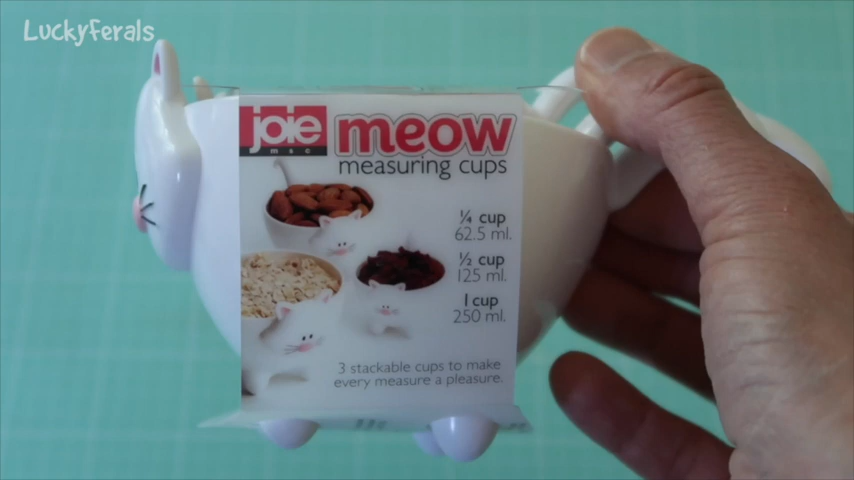 LuckyFerals
joie
msc
meow
measuring cups
¼ cup
62.5 ml.
½ cup
125 ml.
1 cup
250 ml.
3 stackable cups to make
every measure a pleasure.